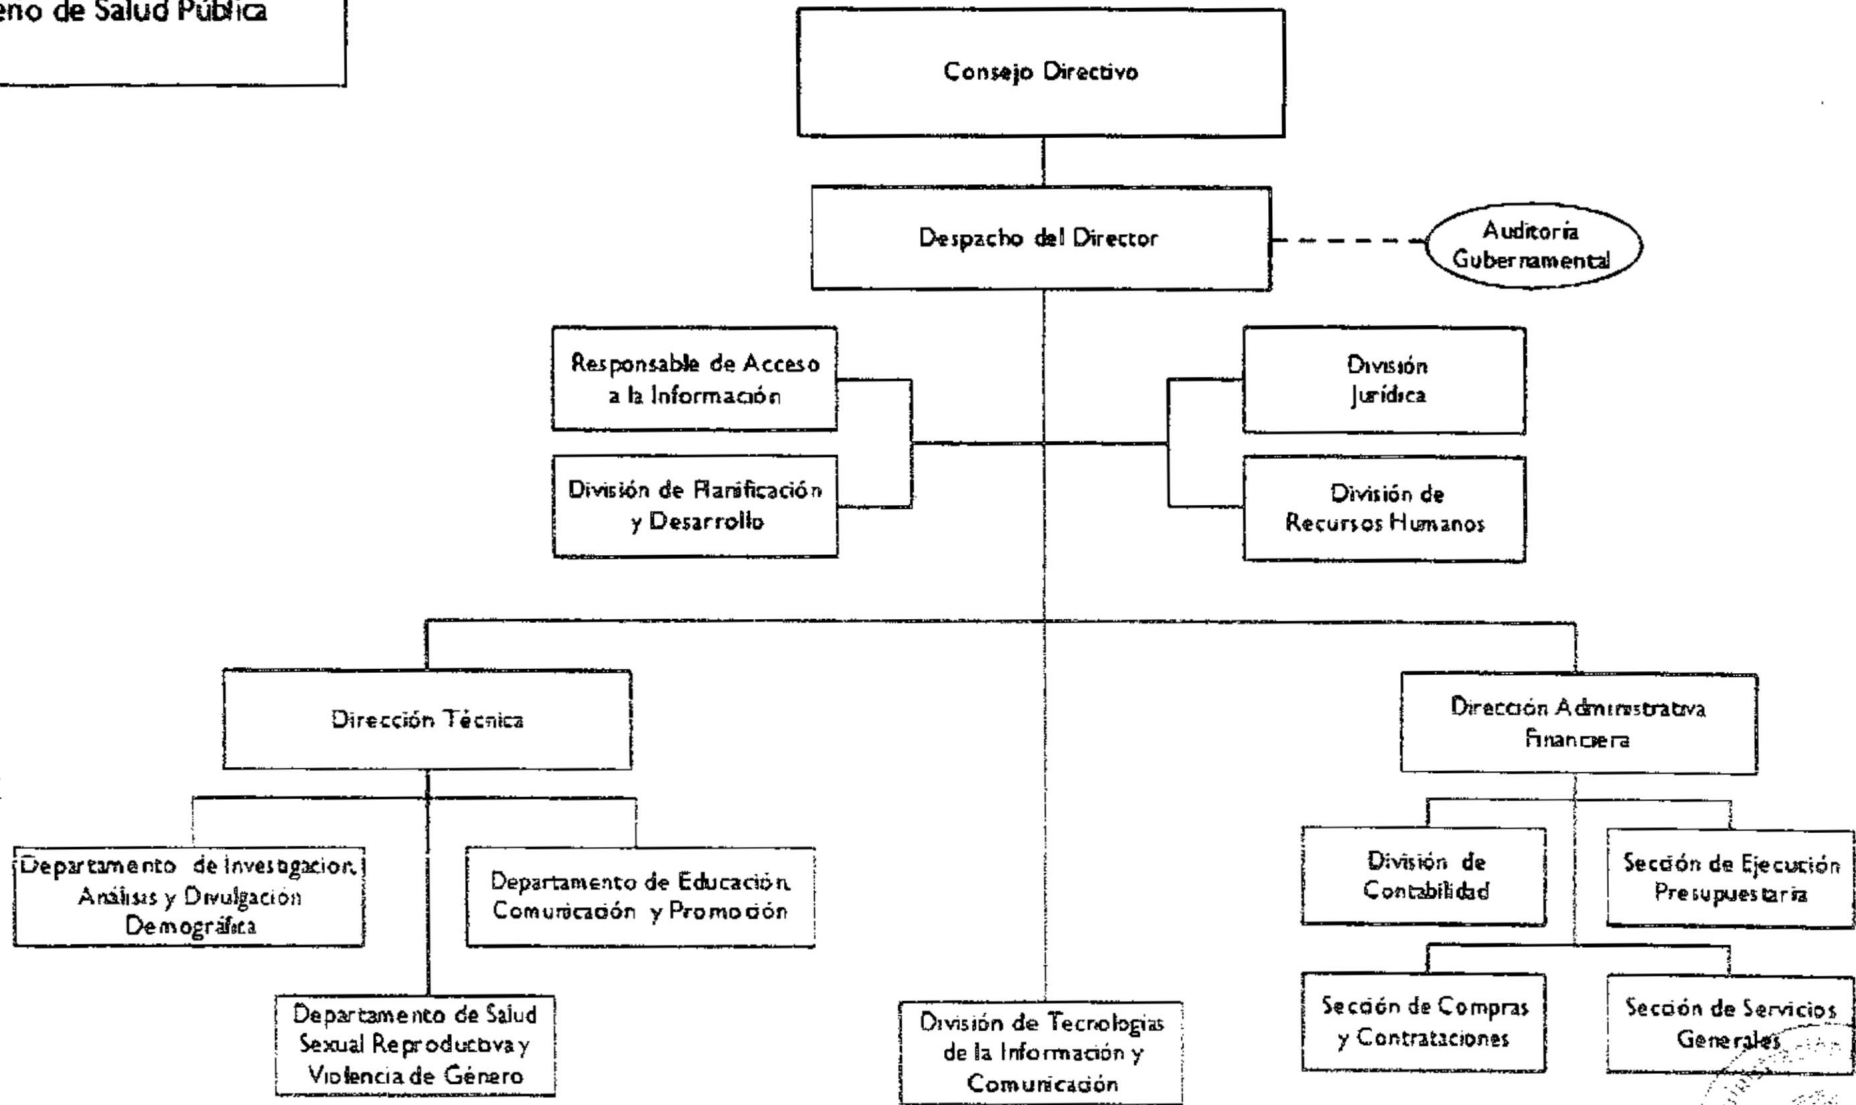 de Salud Pública
Consejo Directivo
Despacho del Director
Auditoría
Gubernamental
Responsable de Acceso
a la Información
División
Jurídica
División de Planificación
y Desarrollo
División de
Recursos Humanos
Dirección Técnica
Dirección Administrativa
Financiera
Departamento de Investigacion,
Análisis y Divulgación
Demográfica
Departamento de Educación,
Comunicación y Promoción
División de
Contabilidad
Sección de Ejecución
Presupuestaria
Departamento de Salud
Sexual Reproductiva y
Violencia de Género
División de Tecnologias
de la Información y
Comunicación
Sección de Compras
y Contrataciones
Sección de Servicios
Generales